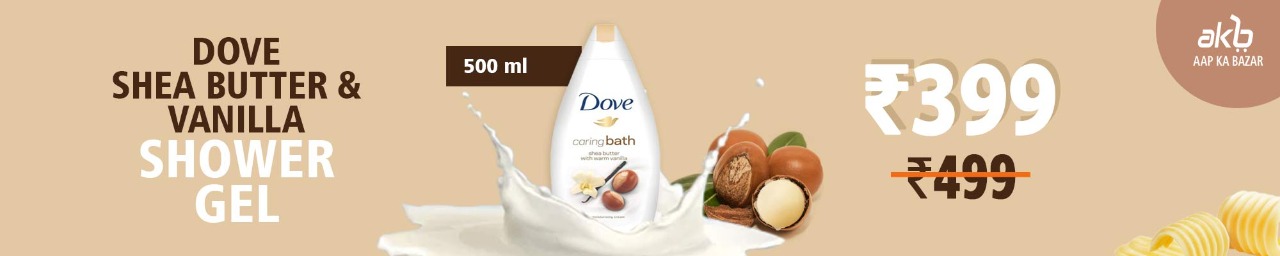 DOVE
SHEA BUTTER &
VANILLA
SHOWER
GEL
500 ml
Dove
caring bath
shea butter
with warm vanilla
₹399
₹499
akb
AAP KA BAZAR